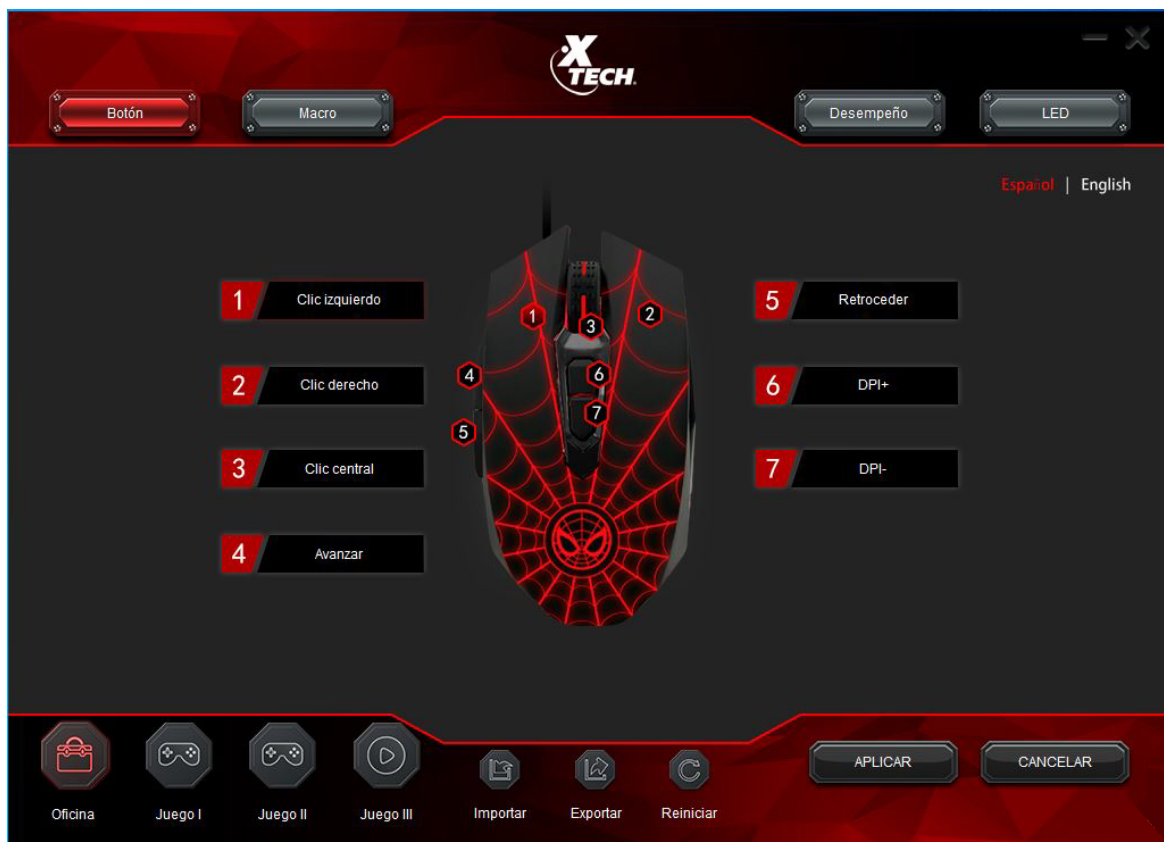 XTECH.
Botón
Macro
Desempeño
LED
Español | English
1 Clic izquierdo
2 Clic derecho
3 Clic central
4 Avanzar
1
2
3
4
5
6
7
5 Retroceder
6 DPI+
7 DPI-
Oficina
Juego I
Juego II
Juego III
Importar
Exportar
Reiniciar
APLICAR
CANCELAR